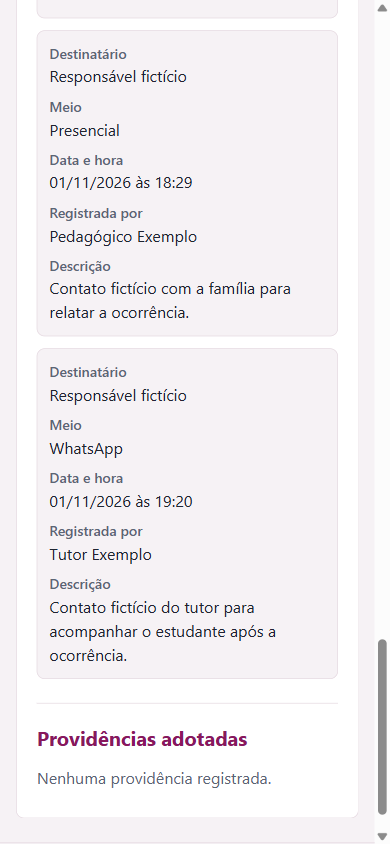 Destinatário
Responsável fictício
Meio
Presencial
Data e hora
01/11/2026 às 18:29
Registrada por
Pedagógico Exemplo
Descrição
Contato fictício com a família para
relatar a ocorrência.
Destinatário
Responsável fictício
Meio
WhatsApp
Data e hora
01/11/2026 às 19:20
Registrada por
Tutor Exemplo
Descrição
Contato fictício do tutor para
acompanhar o estudante após a
ocorrência.
Providências adotadas
Nenhuma providência registrada.